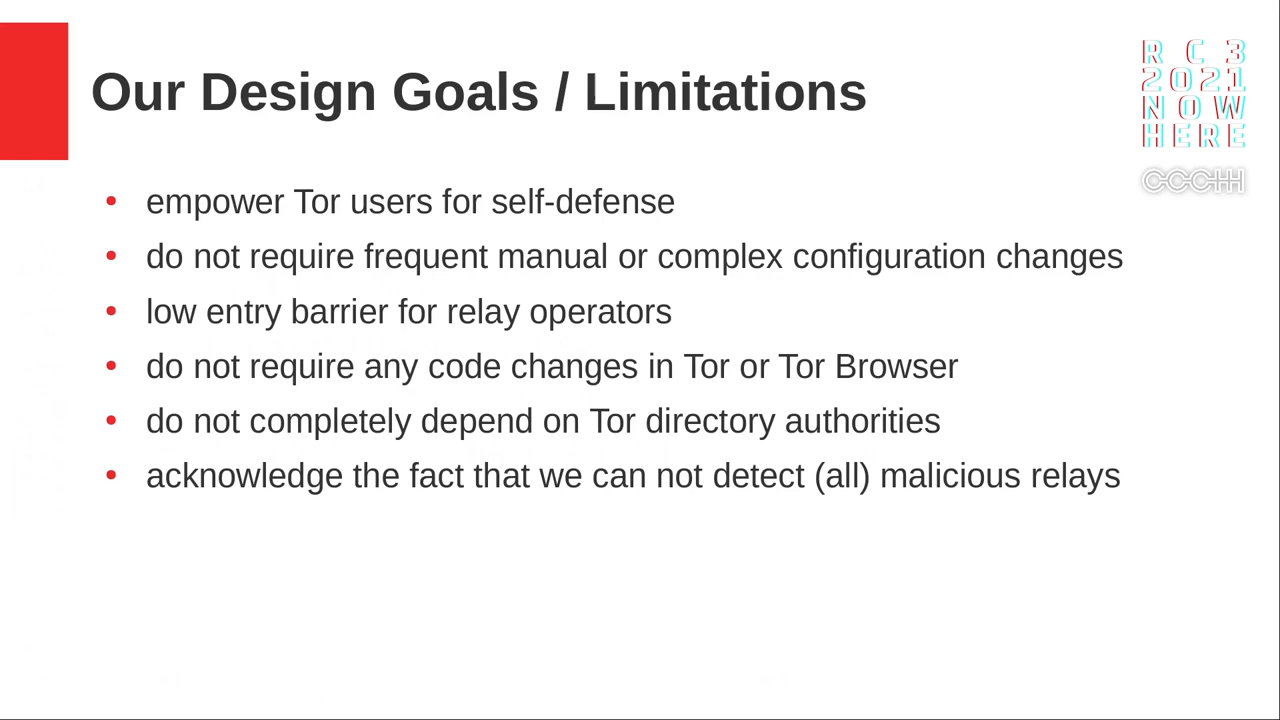 Our Design Goals / Limitations
R C 3
2021
NOW
HERE
CCCHH
• empower Tor users for self-defense
• do not require frequent manual or complex configuration changes
• low entry barrier for relay operators
• do not require any code changes in Tor or Tor Browser
• do not completely depend on Tor directory authorities
• acknowledge the fact that we can not detect (all) malicious relays